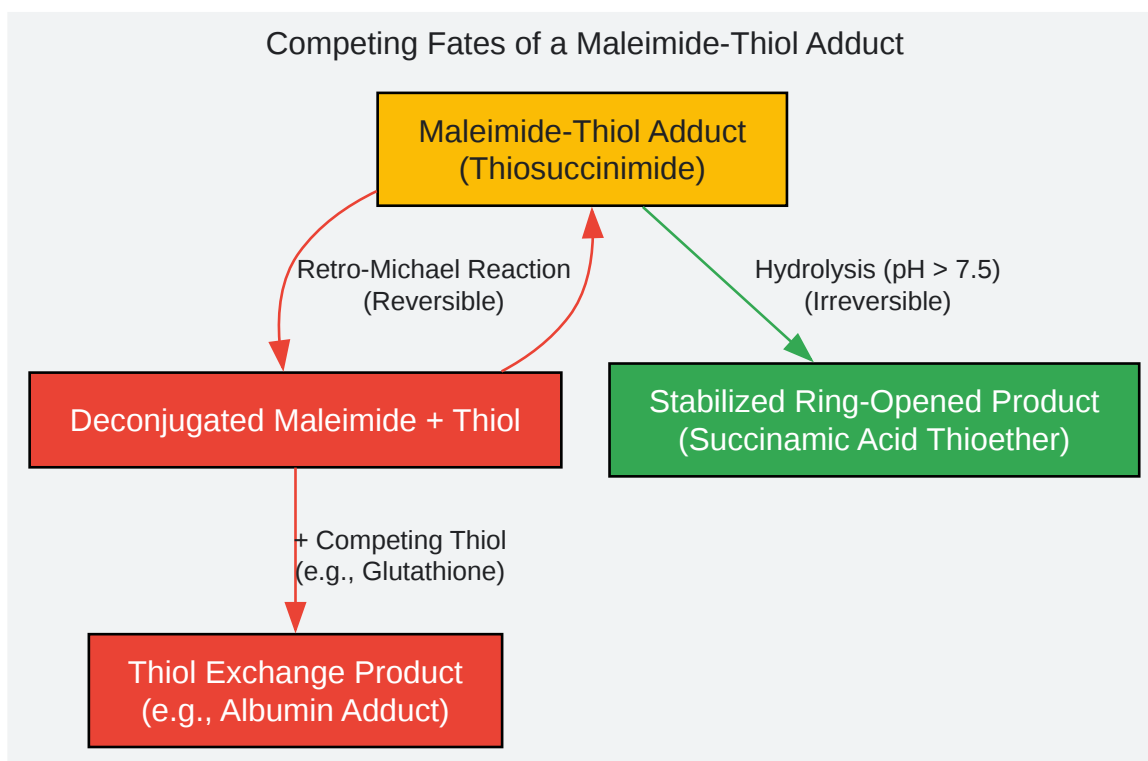 Competing Fates of a Maleimide-Thiol Adduct
Maleimide-Thiol Adduct
(Thiosuccinimide)
Retro-Michael Reaction
(Reversible)
Hydrolysis (pH > 7.5)
(Irreversible)
Deconjugated Maleimide + Thiol
Stabilized Ring-Opened Product
(Succinamic Acid Thioether)
+ Competing Thiol
(e.g., Glutathione)
Thiol Exchange Product
(e.g., Albumin Adduct)